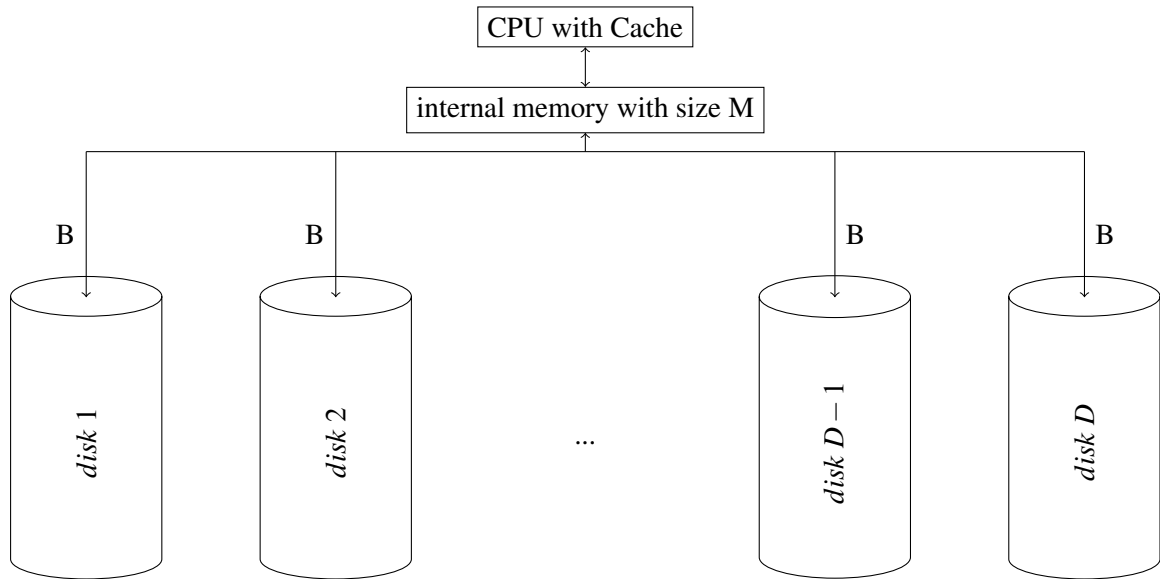 CPU with Cache
internal memory with size M
B
B
B
B
disk 1
disk 2
...
disk D − 1
disk D